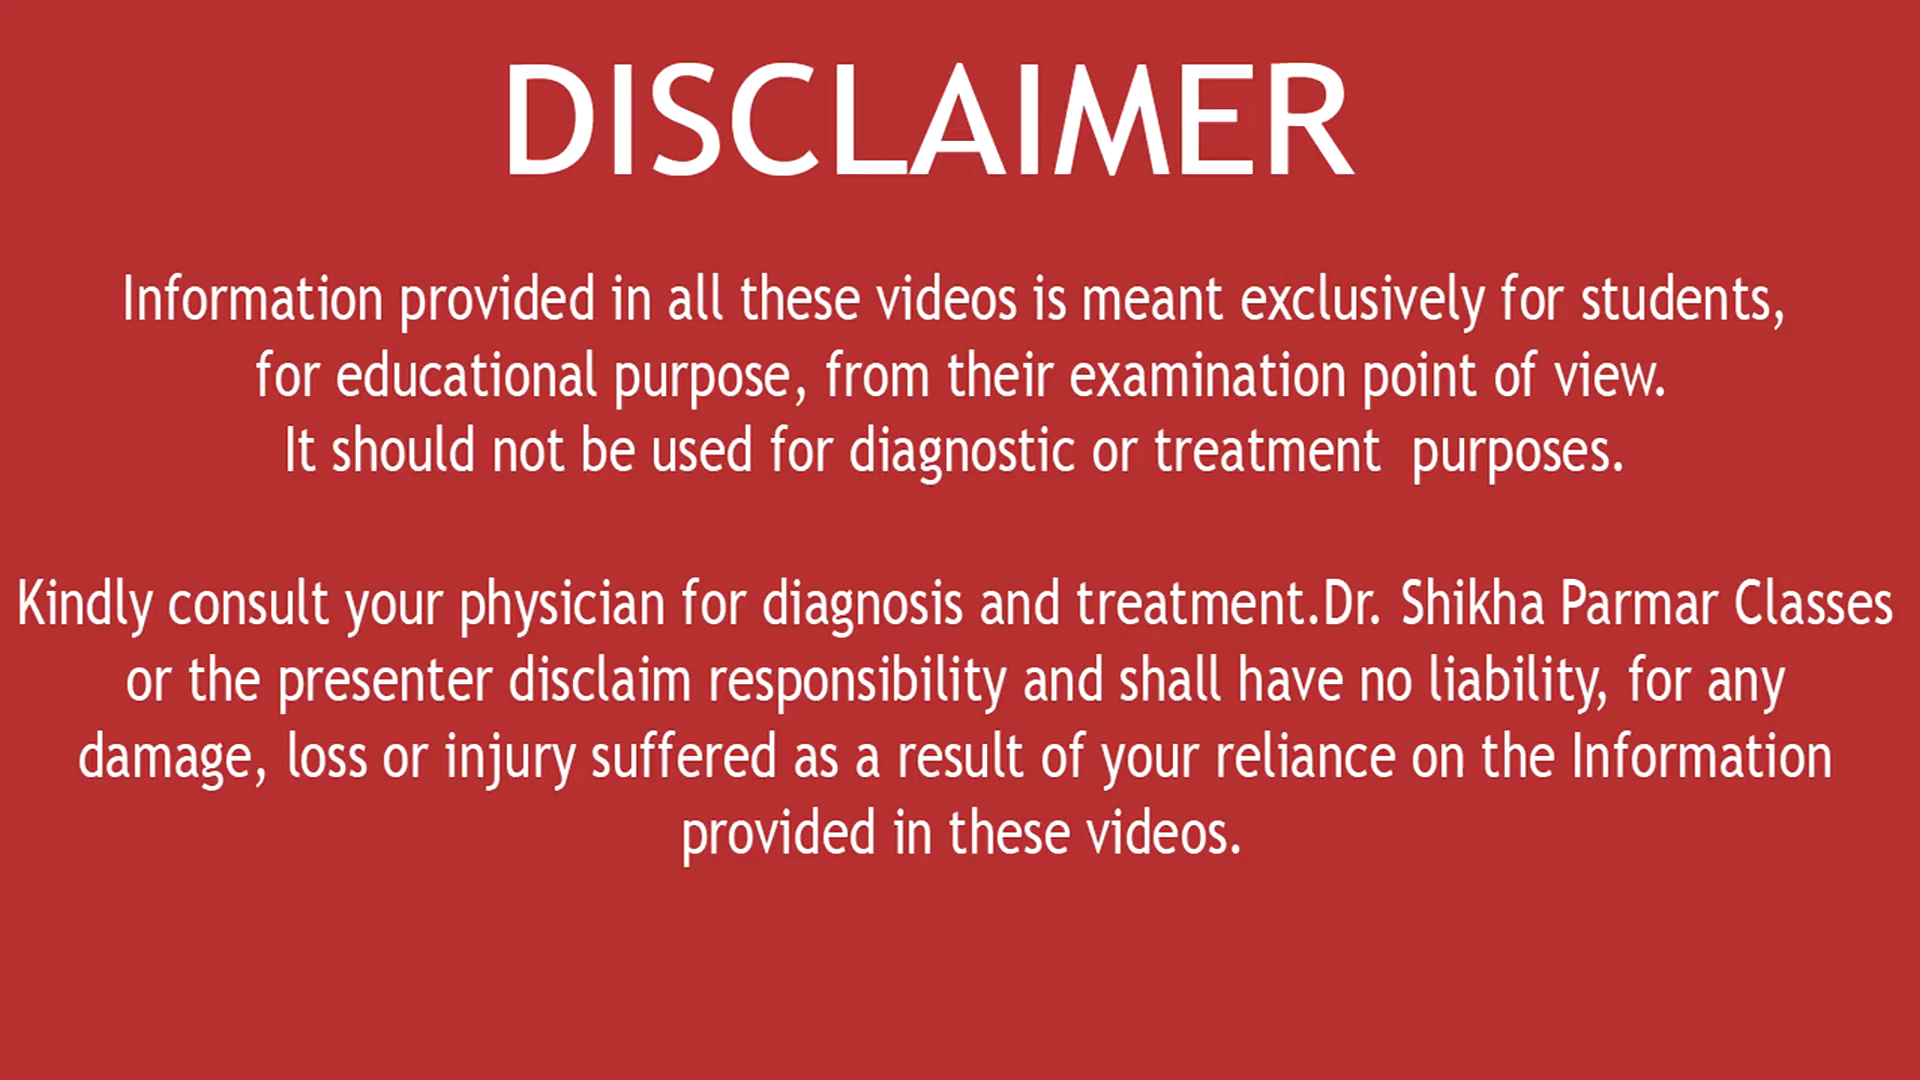 DISCLAIMER
Information provided in all these videos is meant exclusively for students,
for educational purpose, from their examination point of view.
It should not be used for diagnostic or treatment  purposes.
Kindly consult your physician for diagnosis and treatment.Dr. Shikha Parmar Classes
or the presenter disclaim responsibility and shall have no liability, for any
damage, loss or injury suffered as a result of your reliance on the Information
provided in these videos.